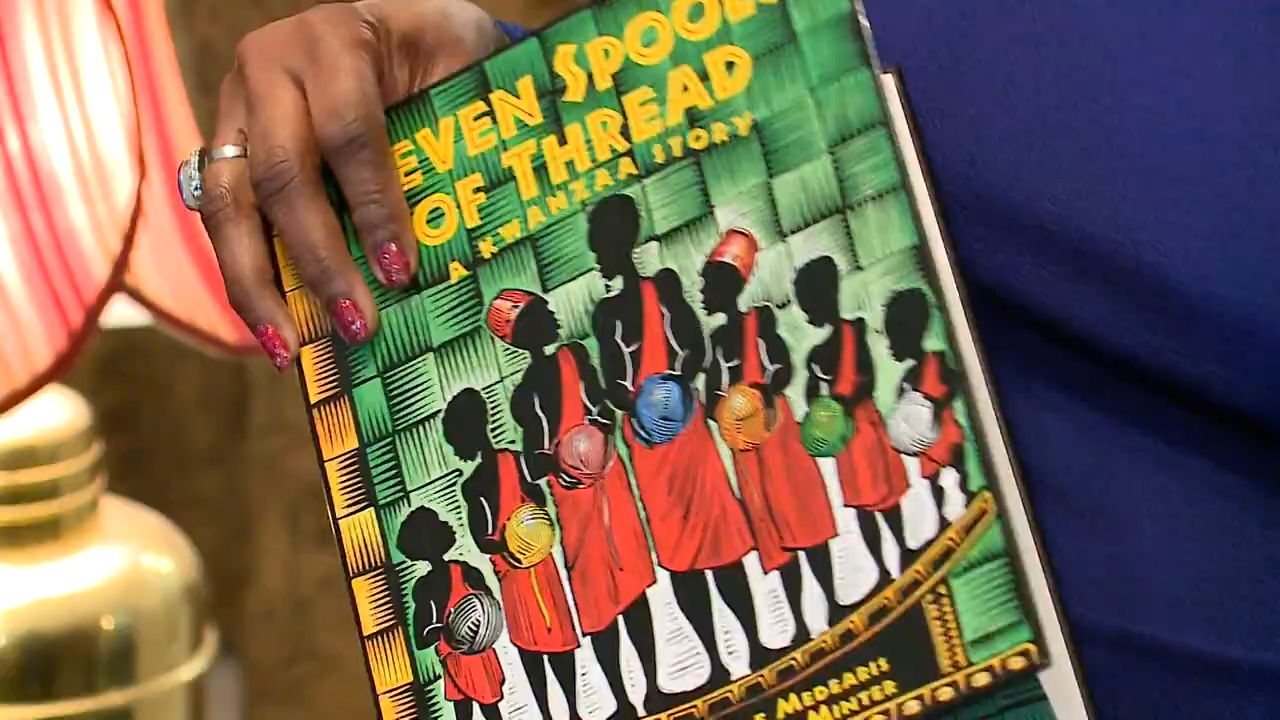 EVEN SPOOL
OF THREAD
A KWANZAA STORY
MEDEARIS
MINTER